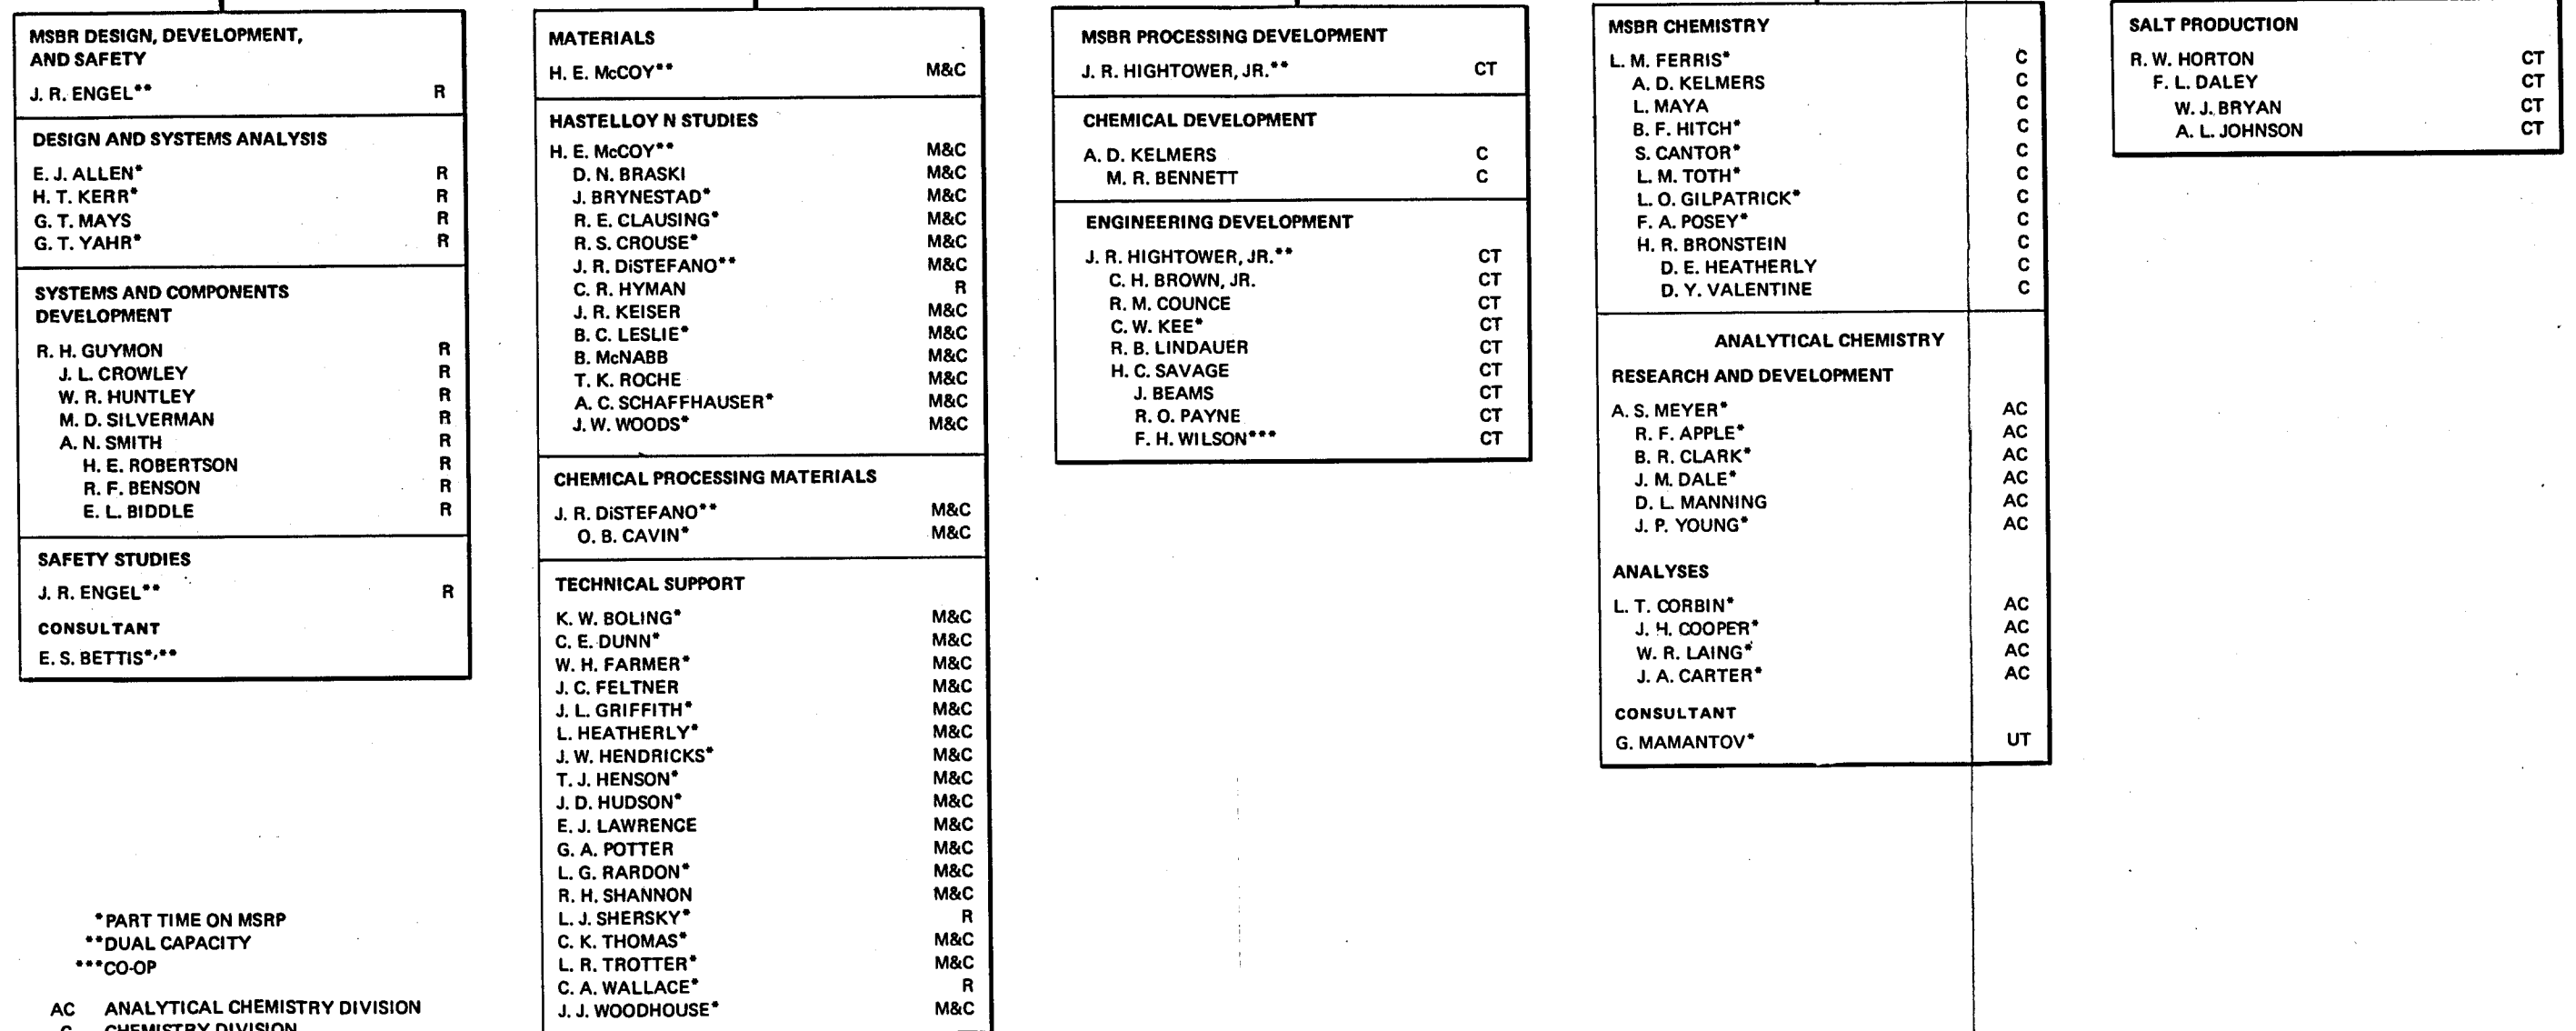 MSBR DESIGN, DEVELOPMENT,
AND SAFETY
J. R. ENGEL** R
DESIGN AND SYSTEMS ANALYSIS
E. J. ALLEN* R
H. T. KERR* R
G. T. MAYS R
G. T. YAHR* R
SYSTEMS AND COMPONENTS
DEVELOPMENT
R. H. GUYMON R
J. L. CROWLEY R
W. R. HUNTLEY R
M. D. SILVERMAN R
A. N. SMITH R
H. E. ROBERTSON R
R. F. BENSON R
E. L. BIDDLE R
SAFETY STUDIES
J. R. ENGEL** R
CONSULTANT
E. S. BETTIS*,**
*PART TIME ON MSRP
**DUAL CAPACITY
***CO-OP
AC ANALYTICAL CHEMISTRY DIVISION
C CHEMISTRY DIVISION
MATERIALS
H. E. McCOY** M&C
HASTELLOY N STUDIES
H. E. McCOY** M&C
D. N. BRASKI M&C
J. BRYNESTAD* M&C
R. E. CLAUSING* M&C
R. S. CROUSE* M&C
J. R. DiSTEFANO** M&C
C. R. HYMAN R
J. R. KEISER M&C
B. C. LESLIE* M&C
B. McNABB M&C
T. K. ROCHE M&C
A. C. SCHAFFHAUSER* M&C
J. W. WOODS* M&C
CHEMICAL PROCESSING MATERIALS
J. R. DiSTEFANO** M&C
O. B. CAVIN* M&C
TECHNICAL SUPPORT
K. W. BOLING* M&C
C. E. DUNN* M&C
W. H. FARMER* M&C
J. C. FELTNER M&C
J. L. GRIFFITH* M&C
L. HEATHERLY* M&C
J. W. HENDRICKS* M&C
T. J. HENSON* M&C
J. D. HUDSON* M&C
E. J. LAWRENCE M&C
G. A. POTTER M&C
L. G. RARDON* M&C
R. H. SHANNON M&C
L. J. SHERSKY* R
C. K. THOMAS* M&C
L. R. TROTTER* M&C
C. A. WALLACE* R
J. J. WOODHOUSE* M&C
MSBR PROCESSING DEVELOPMENT
J. R. HIGHTOWER, JR.** CT
CHEMICAL DEVELOPMENT
A. D. KELMERS C
M. R. BENNETT C
ENGINEERING DEVELOPMENT
J. R. HIGHTOWER, JR.** CT
C. H. BROWN, JR. CT
R. M. COUNCE CT
C. W. KEE* CT
R. B. LINDAUER CT
H. C. SAVAGE CT
J. BEAMS CT
R. O. PAYNE CT
F. H. WILSON*** CT
MSBR CHEMISTRY
L. M. FERRIS* C
A. D. KELMERS C
L. MAYA C
B. F. HITCH* C
S. CANTOR* C
L. M. TOTH* C
L. O. GILPATRICK* C
F. A. POSEY* C
H. R. BRONSTEIN C
D. E. HEATHERLY C
D. Y. VALENTINE C
ANALYTICAL CHEMISTRY
RESEARCH AND DEVELOPMENT
A. S. MEYER* AC
R. F. APPLE* AC
B. R. CLARK* AC
J. M. DALE* AC
D. L. MANNING AC
J. P. YOUNG* AC
ANALYSES
L. T. CORBIN* AC
J. H. COOPER* AC
W. R. LAING* AC
J. A. CARTER* AC
CONSULTANT
G. MAMANTOV* UT
SALT PRODUCTION
R. W. HORTON CT
F. L. DALEY CT
W. J. BRYAN CT
A. L. JOHNSON CT